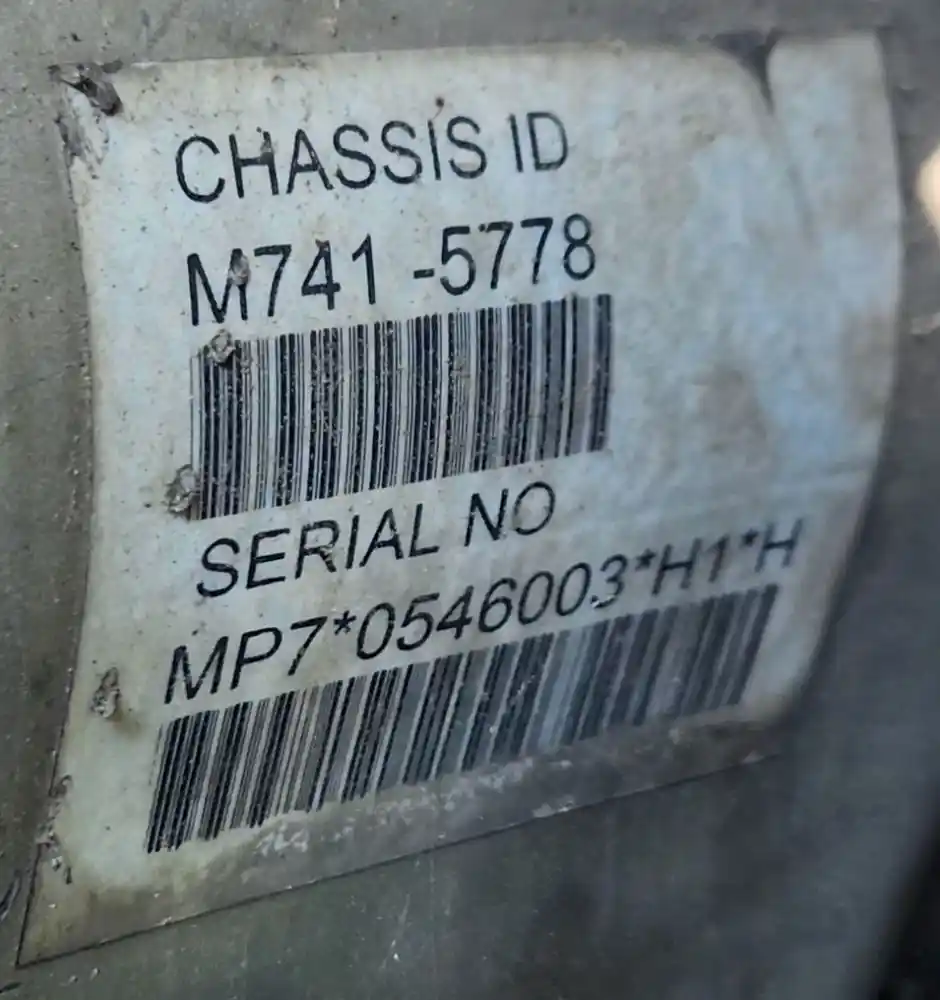 CHASSIS ID
M741 -5778
SERIAL NO
MP7*0546003*H1*H